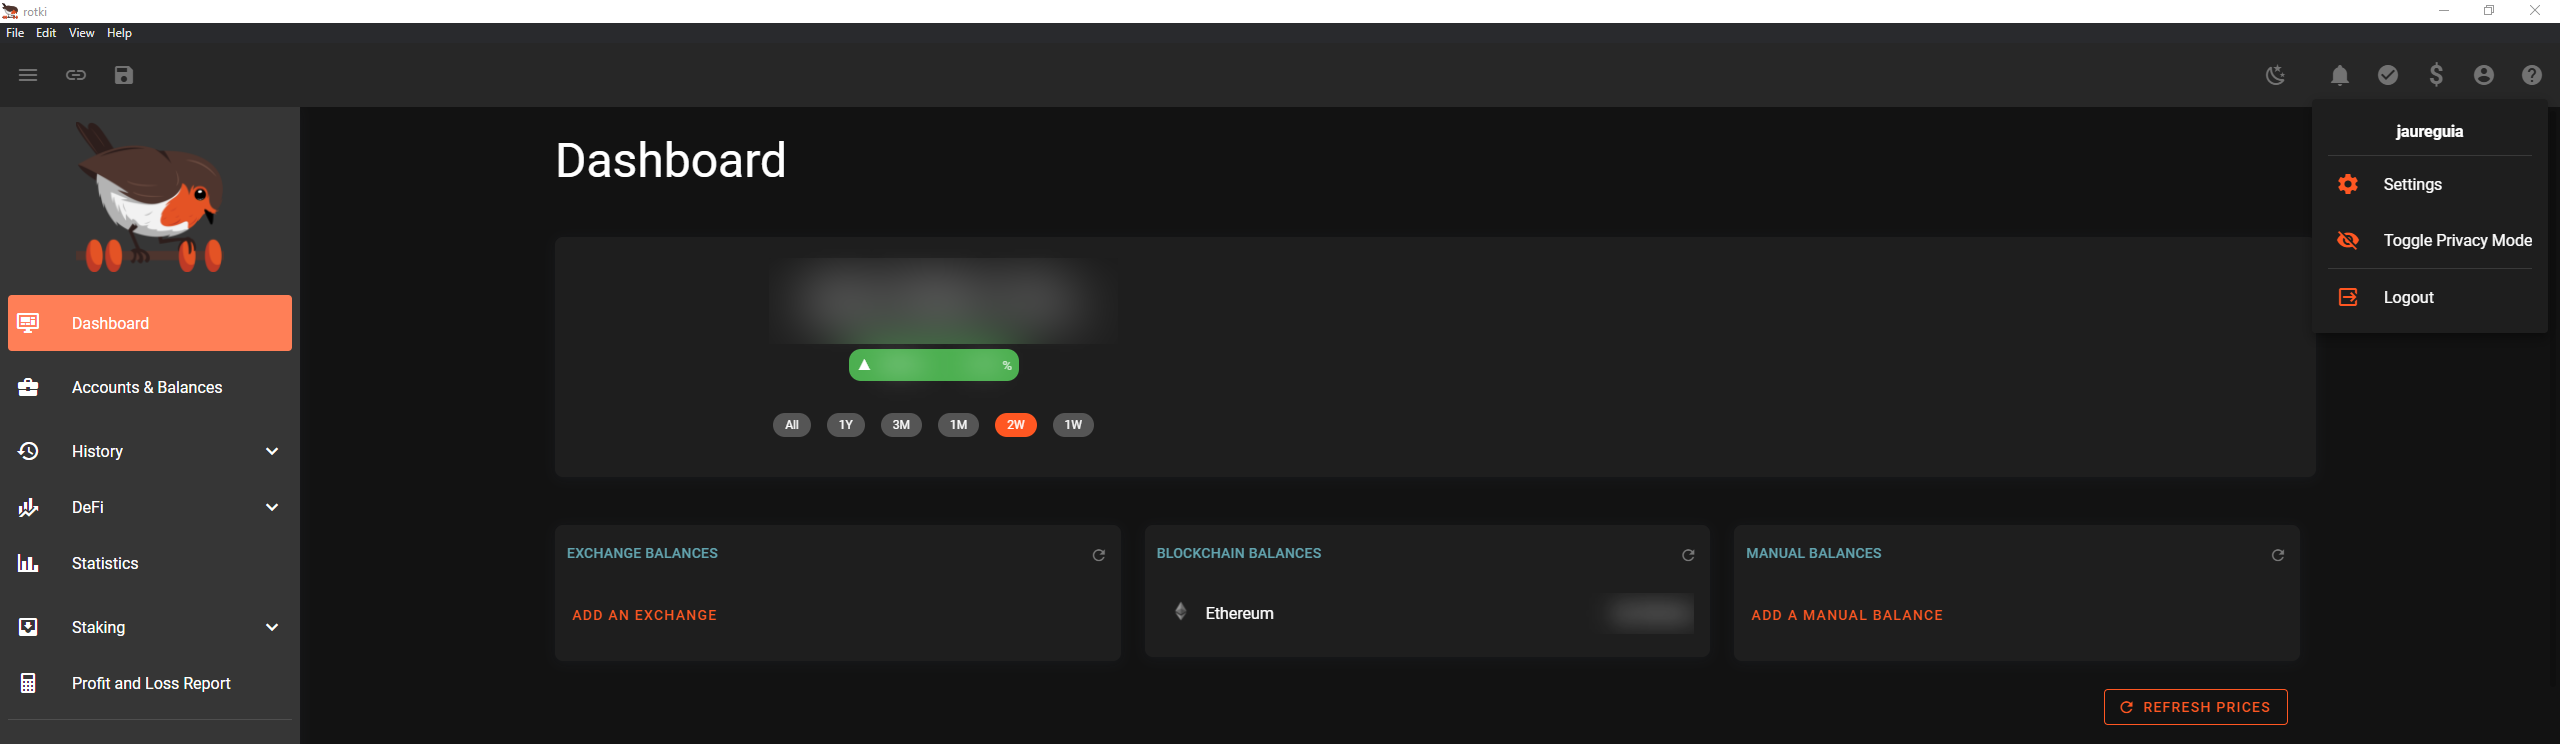 rotki
File Edit View Help
jaureguia
Settings
Toggle Privacy Mode
Logout
Dashboard
Accounts & Balances
History
DeFi
Statistics
Staking
Profit and Loss Report
Dashboard
%
All 1Y 3M 1M 2W 1W
EXCHANGE BALANCES
ADD AN EXCHANGE
BLOCKCHAIN BALANCES
Ethereum
MANUAL BALANCES
ADD A MANUAL BALANCE
REFRESH PRICES